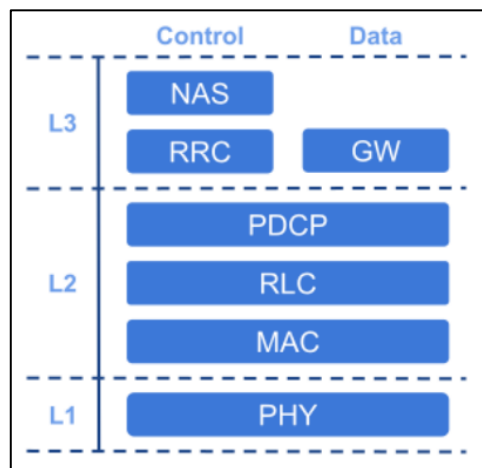 Control Data
NAS
L3
RRC GW
PDCP
L2 RLC
MAC
L1 PHY